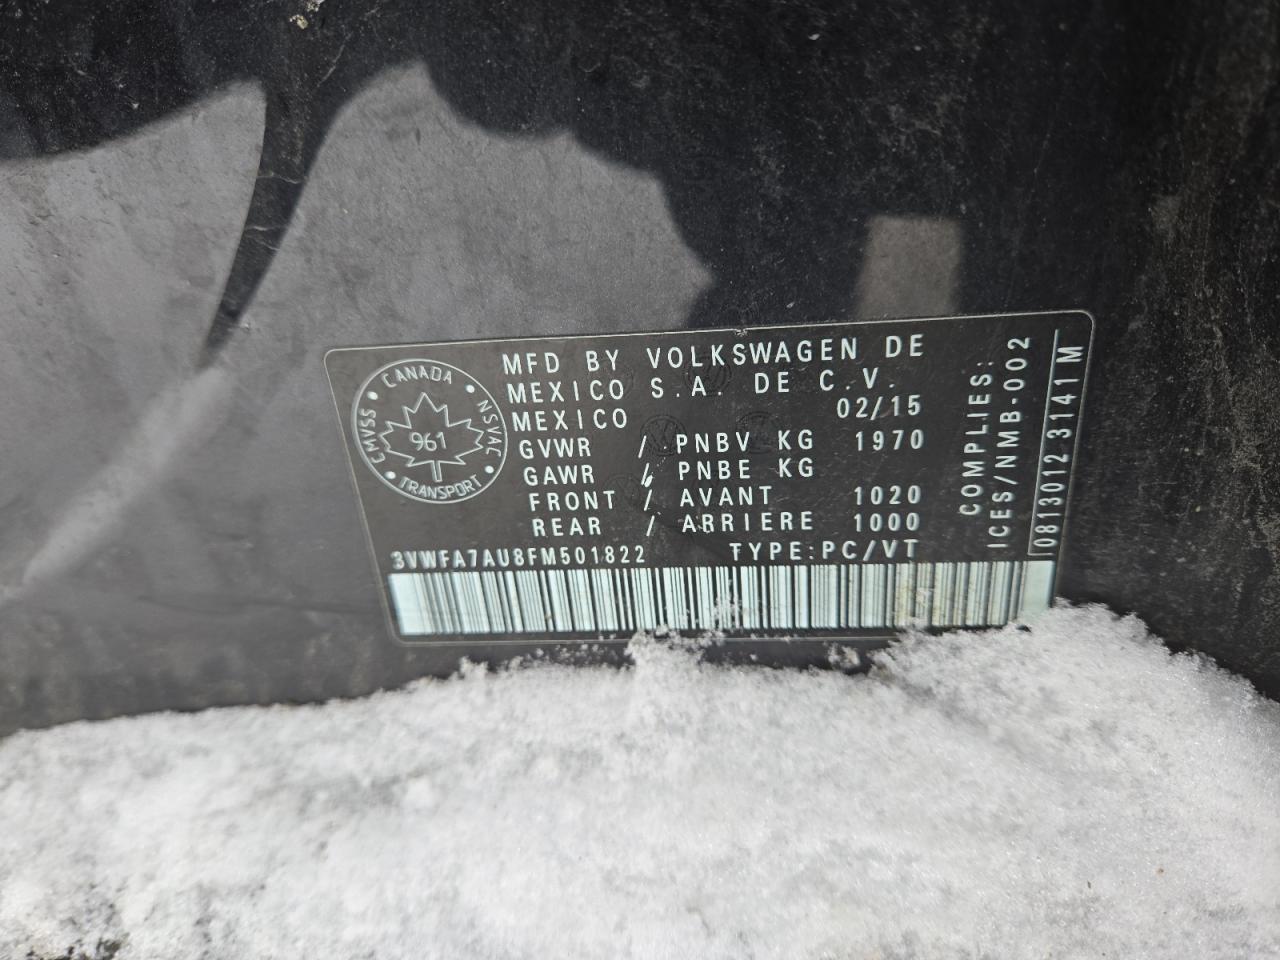 CANADA
CMVSS
NSVAC
961
TRANSPORT
MFD BY VOLKSWAGEN DE
MEXICO S.A. DE C.V.
MEXICO 02/15
GVWR / PNBV KG 1970
GAWR / PNBE KG
FRONT / AVANT 1020
REAR / ARRIERE 1000
3VWFA7AU8FM501822 TYPE:PC/VT
COMPLIES:
ICES/NMB-002
0813012 3141 M